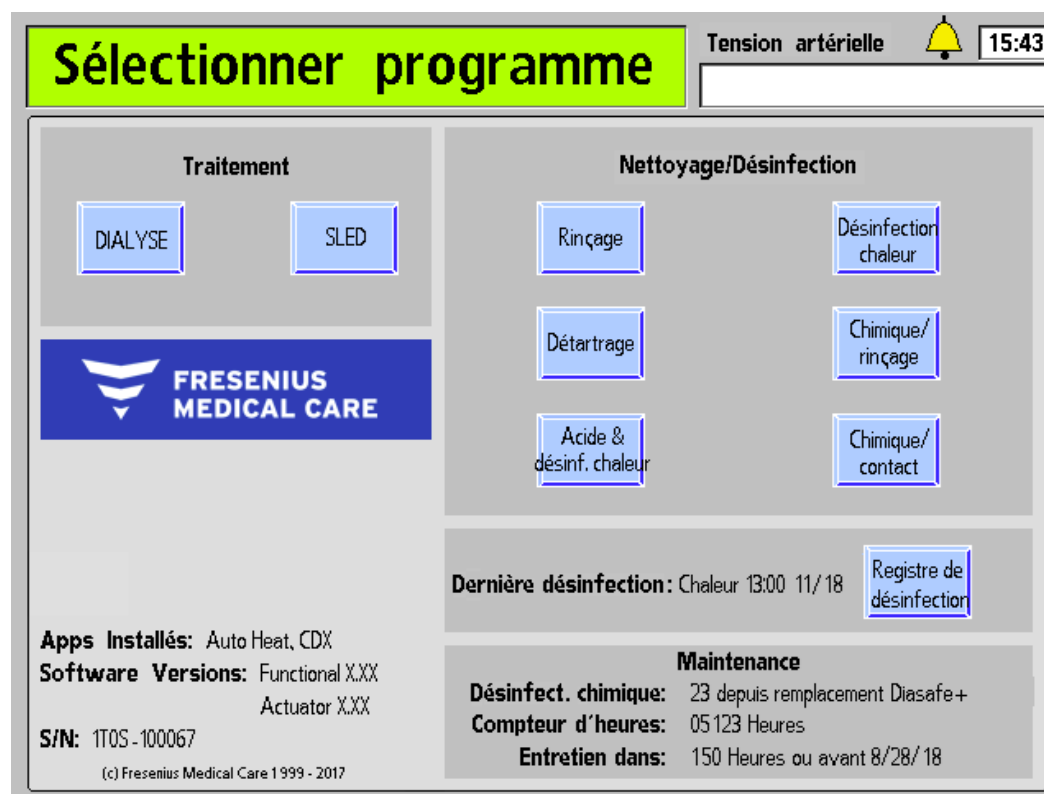 Sélectionner programme
Tension artérielle
15:43
Traitement
DIALYSE
SLED
FRESENIUS
MEDICAL CARE
Apps Installés: Auto Heat, CDX
Software Versions: Functional X.XX
Actuator X.XX
S/N: 1T0S-100067
(c) Fresenius Medical Care 1999 - 2017
Nettoyage/Désinfection
Rinçage
Désinfection
chaleur
Détartrage
Chimique/
rinçage
Acide &
désinf. chaleur
Chimique/
contact
Dernière désinfection: Chaleur 13:00 11/18
Registre de
désinfection
Maintenance
Désinfect. chimique: 23 depuis remplacement Diasafe+
Compteur d'heures: 05123 Heures
Entretien dans: 150 Heures ou avant 8/28/18